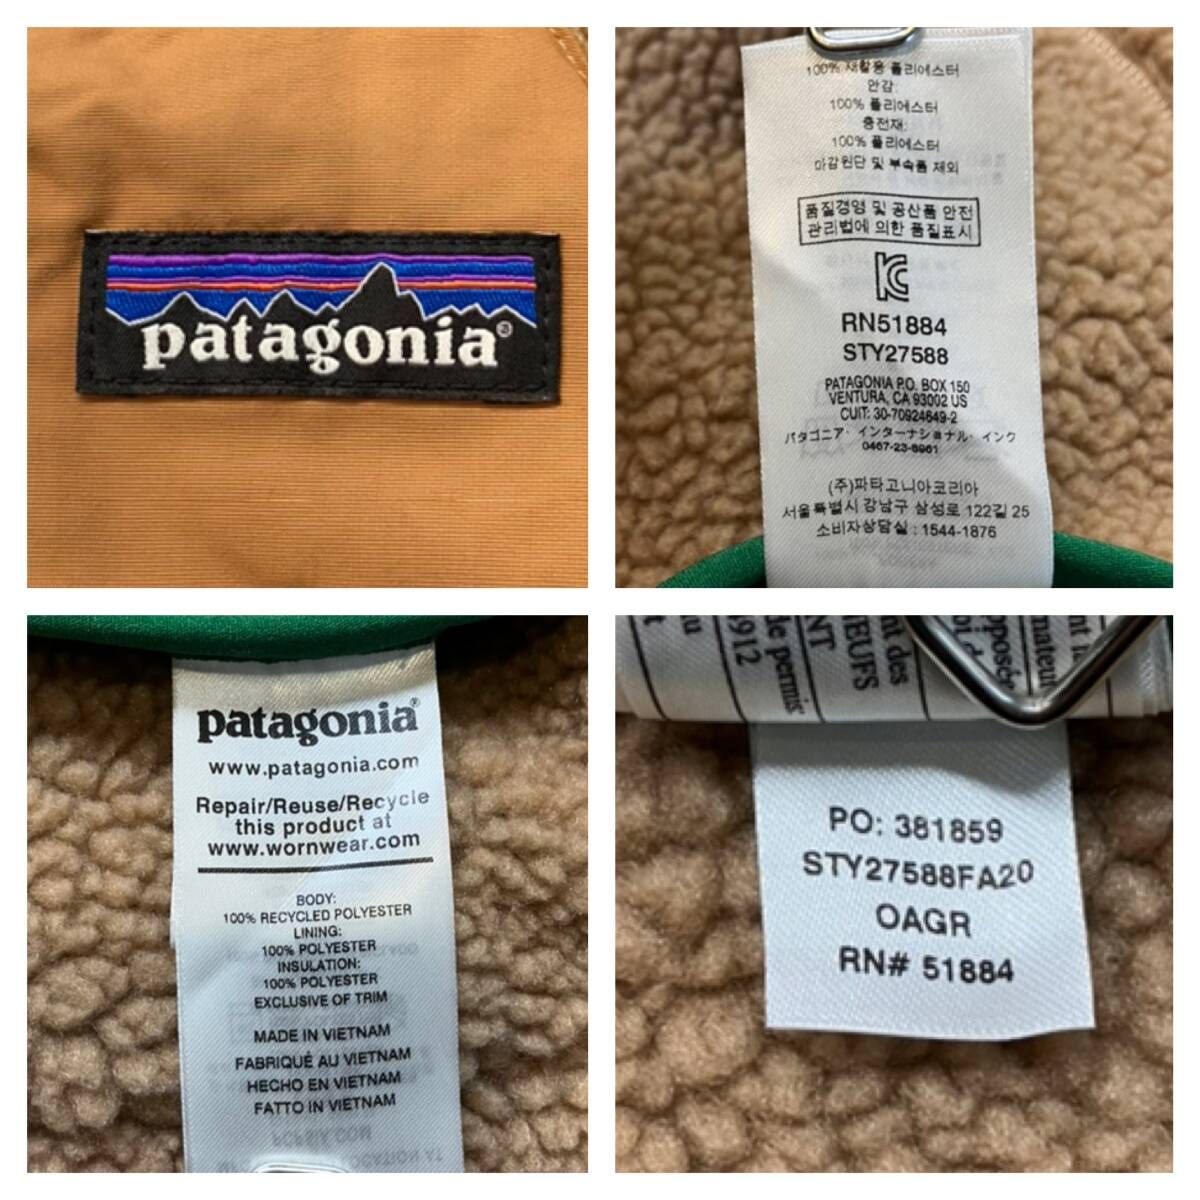 patagonia®
100% 재활용 폴리에스터
안감:
100% 폴리에스터
충전재:
100% 폴리에스터
마감원단 및 부속품 제외
품질경영 및 공산품 안전
관리법에 의한 품질표시
RN51884
STY27588
PATAGONIA P.O. BOX 150
VENTURA, CA 93002 US
CUIT: 30-70924649-2
パタゴニア・インターナショナル・インク
0467-23-8961
(주)파타고니아코리아
서울특별시 강남구 삼성로 122길 25
소비자상담실 : 1544-1876
patagonia®
www.patagonia.com
Repair/Reuse/Recycle
this product at
www.wornwear.com
BODY:
100% RECYCLED POLYESTER
LINING:
100% POLYESTER
INSULATION:
100% POLYESTER
EXCLUSIVE OF TRIM
MADE IN VIETNAM
FABRIQUÉ AU VIETNAM
HECHO EN VIETNAM
FATTO IN VIETNAM
de permis
NEUFS
nt des
PO: 381859
STY27588FA20
OAGR
RN# 51884